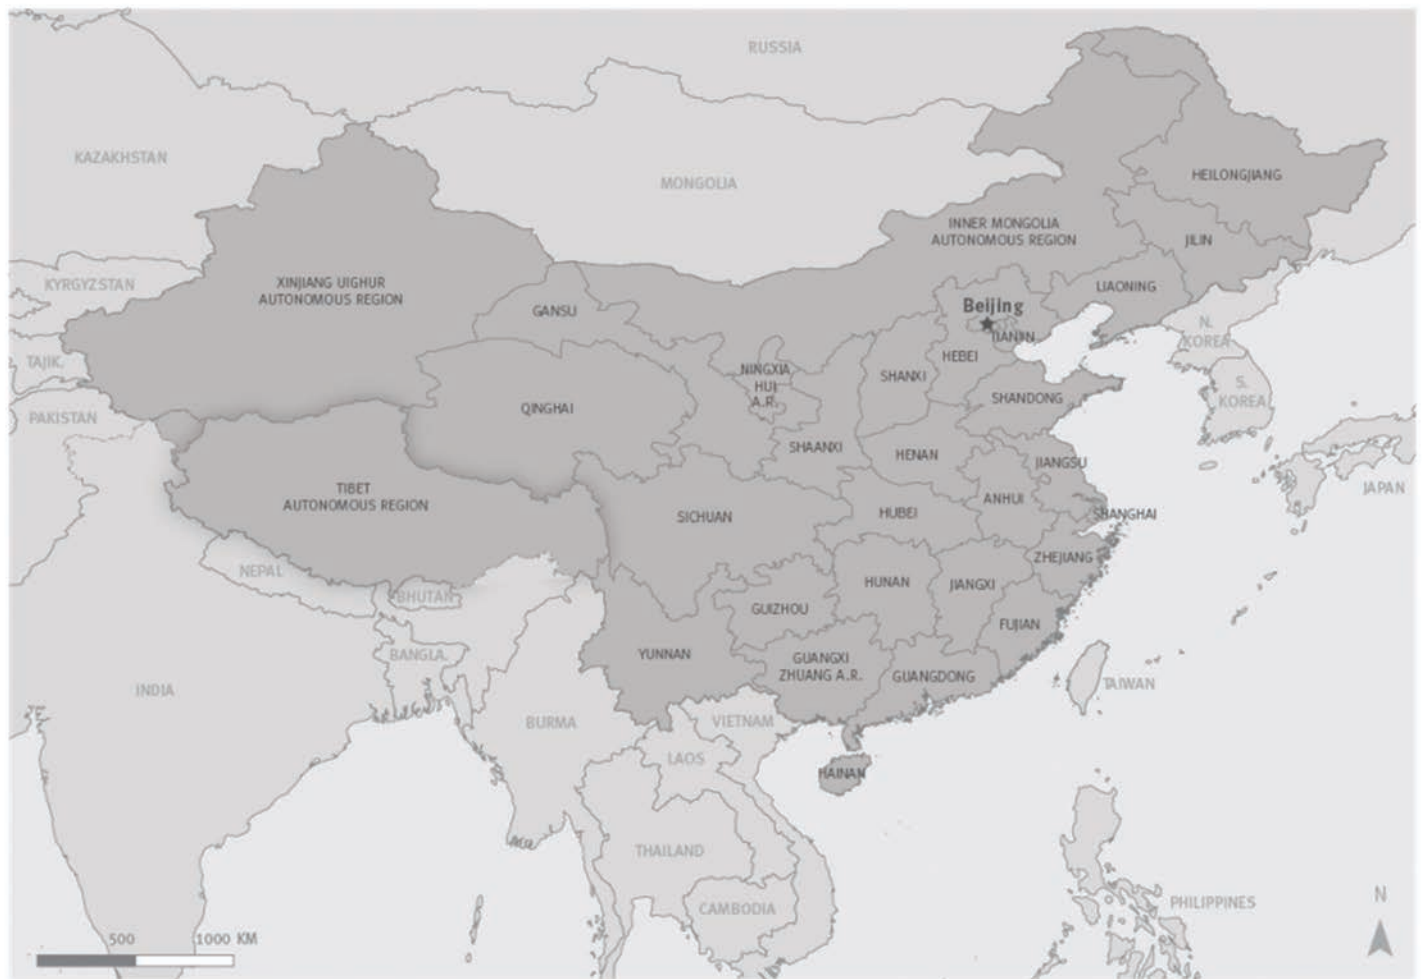 RUSSIA
KAZAKHSTAN
MONGOLIA
HEILONGJIANG
INNER MONGOLIA
AUTONOMOUS REGION
JILIN
KYRGYZSTAN
XINJIANG UIGHUR
AUTONOMOUS REGION
LIAONING
GANSU
Beijing
TIANJIN
N.
KOREA
TAJIK.
HEBEI
NINGXIA
HUI
A.R.
SHANXI
S.
KOREA
SHANDONG
QINGHAI
PAKISTAN
SHAANXI
HENAN
JIANGSU
JAPAN
TIBET
AUTONOMOUS REGION
ANHUI
SICHUAN
HUBEI
SHANGHAI
ZHEJIANG
NEPAL
HUNAN
JIANGXI
BHUTAN
GUIZHOU
FUJIAN
BANGLA.
YUNNAN
GUANGXI
ZHUANG A.R.
GUANGDONG
TAIWAN
INDIA
BURMA
VIETNAM
LAOS
HAINAN
THAILAND
CAMBODIA
PHILIPPINES
N
500 1000 KM